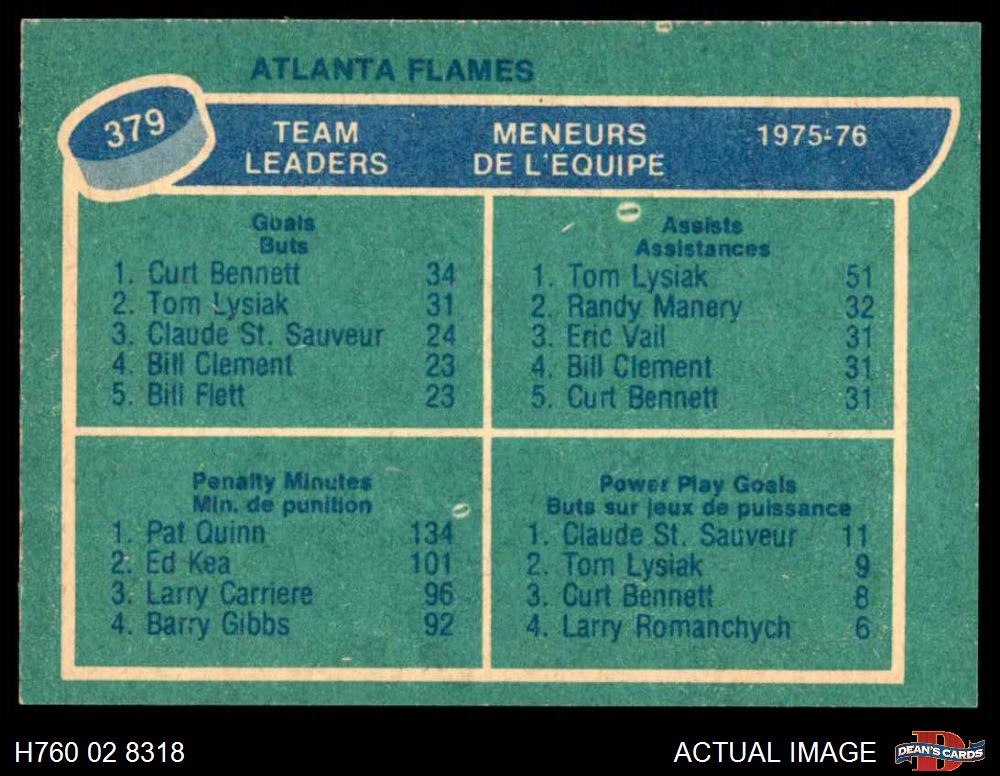 ATLANTA FLAMES
379
TEAM LEADERS
MENEURS DE L'EQUIPE
1975-76
Goals
Buts
1. Curt Bennett 34
2. Tom Lysiak 31
3. Claude St. Sauveur 24
4. Bill Clement 23
5. Bill Flett 23
Assists
Assistances
1. Tom Lysiak 51
2. Randy Manery 32
3. Eric Vail 31
4. Bill Clement 31
5. Curt Bennett 31
Penalty Minutes
Min. de punition
1. Pat Quinn 134
2. Ed Kea 101
3. Larry Carriere 96
4. Barry Gibbs 92
Power Play Goals
Buts sur jeux de puissance
1. Claude St. Sauveur 11
2. Tom Lysiak 9
3. Curt Bennett 8
4. Larry Romanchych 6
H760 02 8318
ACTUAL IMAGE
D
DEAN'S CARDS